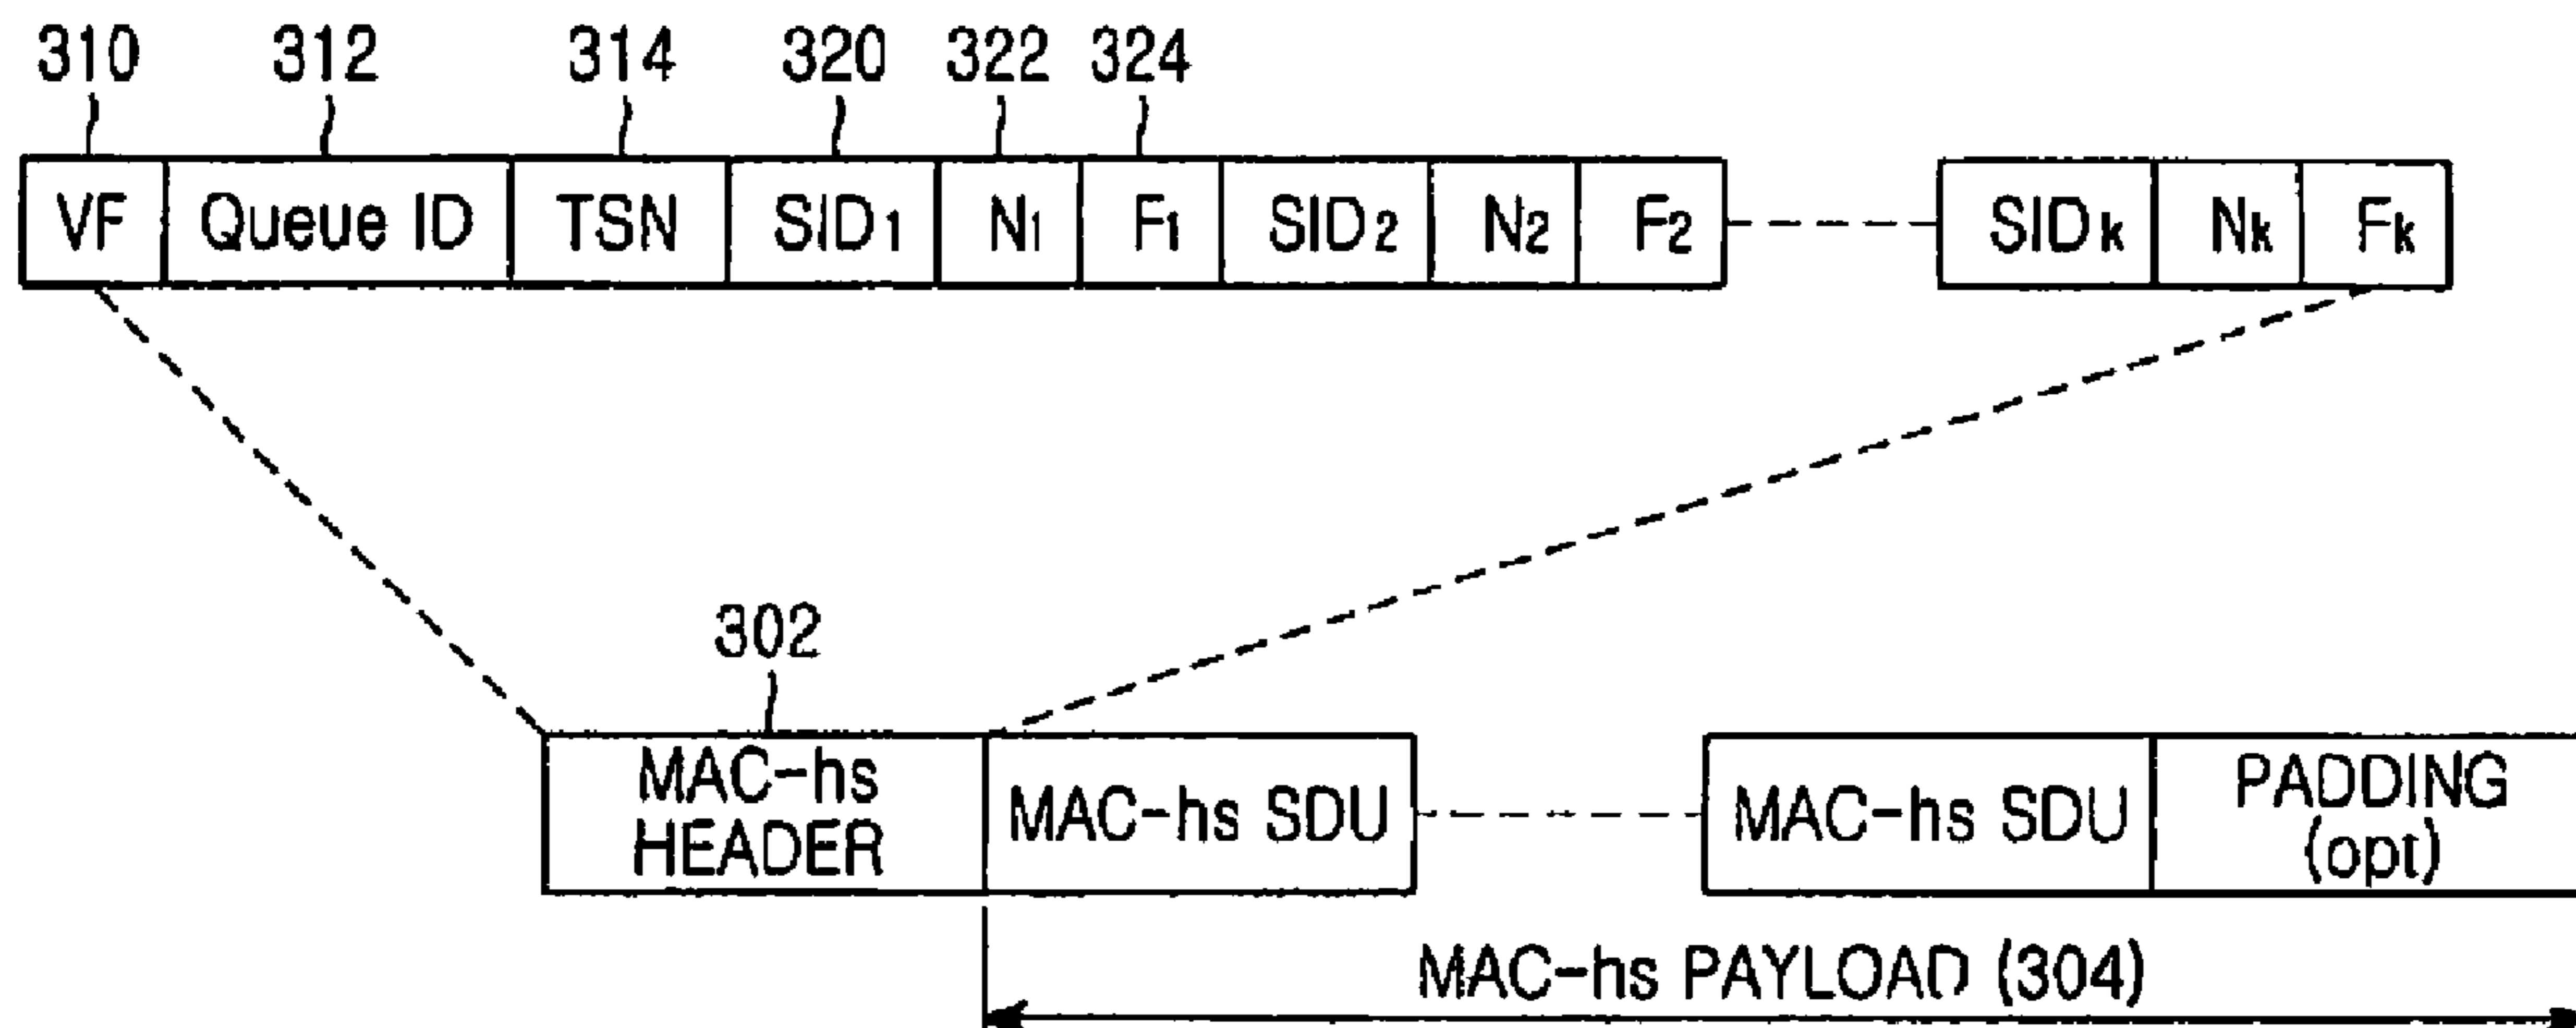 310 312 314 320 322 324
VF Queue ID TSN SID1 N1 F1 SID2 N2 F2 SIDk Nk Fk
302
MAC-hs HEADER MAC-hs SDU MAC-hs SDU PADDING (opt)
MAC-hs PAYLOAD (304)